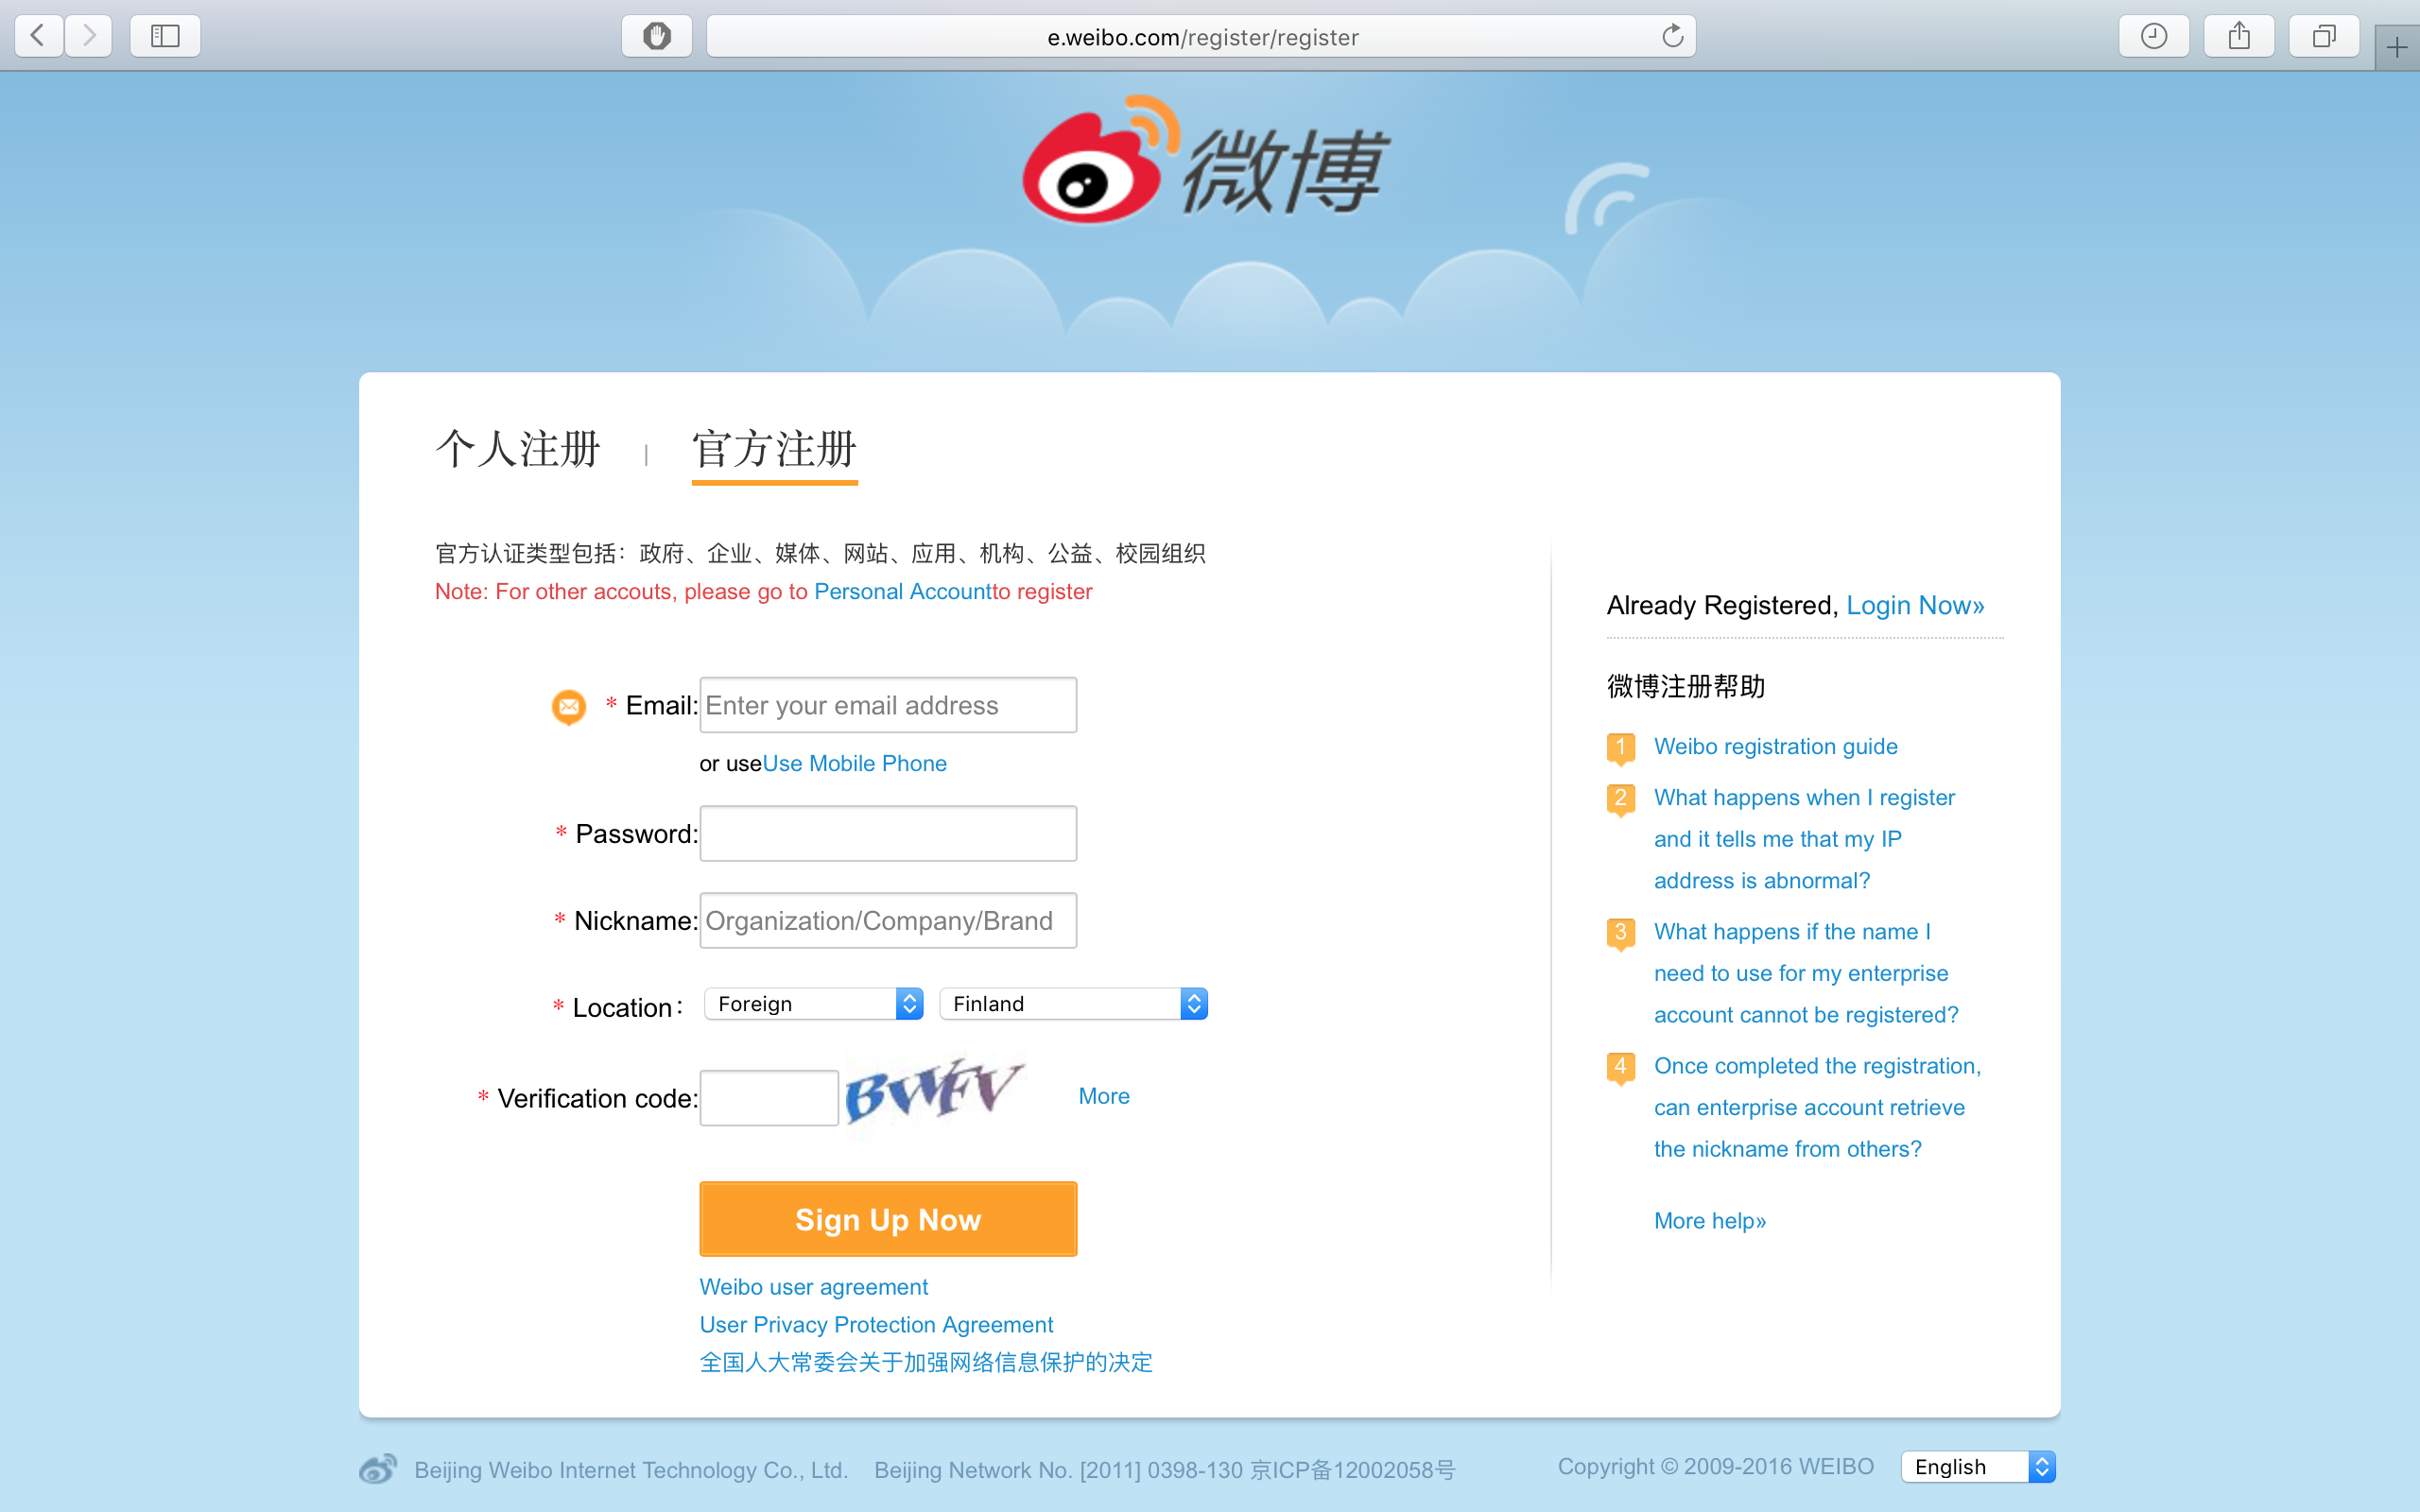 e.weibo.com/register/register
微博
个人注册 | 官方注册
官方认证类型包括：政府、企业、媒体、网站、应用、机构、公益、校园组织
Note: For other accouts, please go to Personal Accountto register
* Email: Enter your email address
or useUse Mobile Phone
* Password:
* Nickname: Organization/Company/Brand
* Location： Foreign Finland
* Verification code: BWFV More
Sign Up Now
Weibo user agreement
User Privacy Protection Agreement
全国人大常委会关于加强网络信息保护的决定
Already Registered, Login Now»
微博注册帮助
1 Weibo registration guide
2 What happens when I register
and it tells me that my IP
address is abnormal?
3 What happens if the name I
need to use for my enterprise
account cannot be registered?
4 Once completed the registration,
can enterprise account retrieve
the nickname from others?
More help»
Beijing Weibo Internet Technology Co., Ltd. Beijing Network No. [2011] 0398-130 京ICP备12002058号
Copyright © 2009-2016 WEIBO English